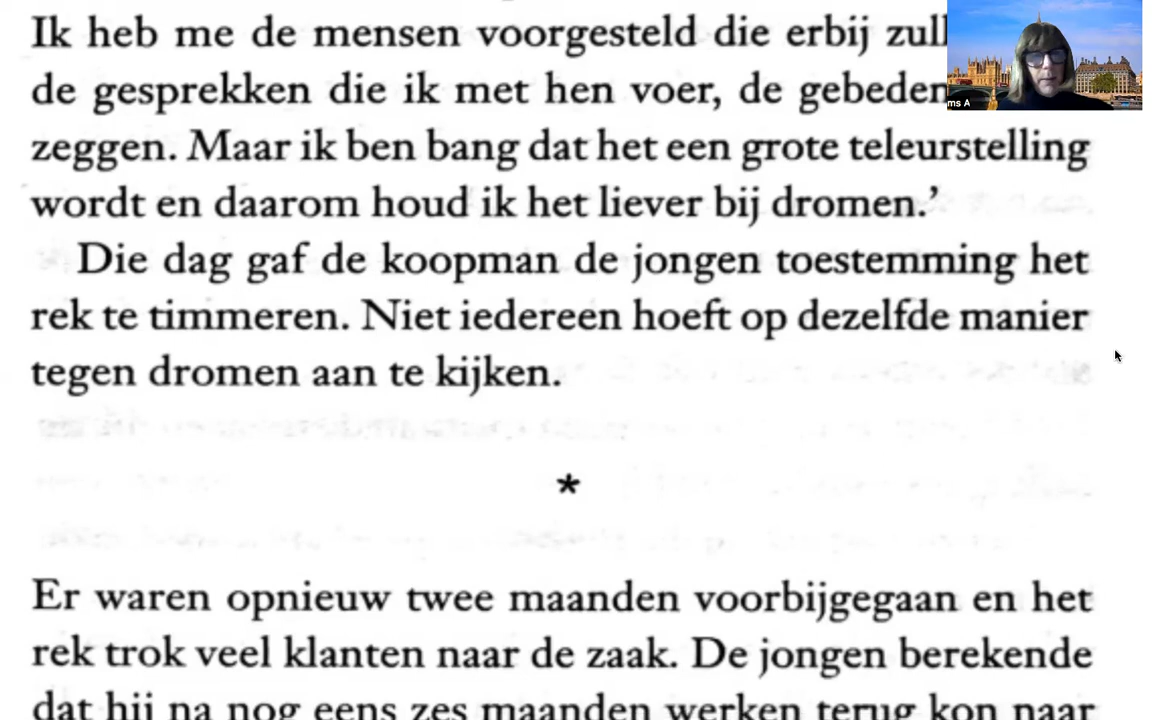 Ik heb me de mensen voorgesteld die erbij zull
de gesprekken die ik met hen voer, de gebeden
zeggen. Maar ik ben bang dat het een grote teleurstelling
wordt en daarom houd ik het liever bij dromen.’
Die dag gaf de koopman de jongen toestemming het
rek te timmeren. Niet iedereen hoeft op dezelfde manier
tegen dromen aan te kijken.
*
Er waren opnieuw twee maanden voorbijgegaan en het
rek trok veel klanten naar de zaak. De jongen berekende
dat hij na nog eens zes maanden werken terug kon naar
ms A